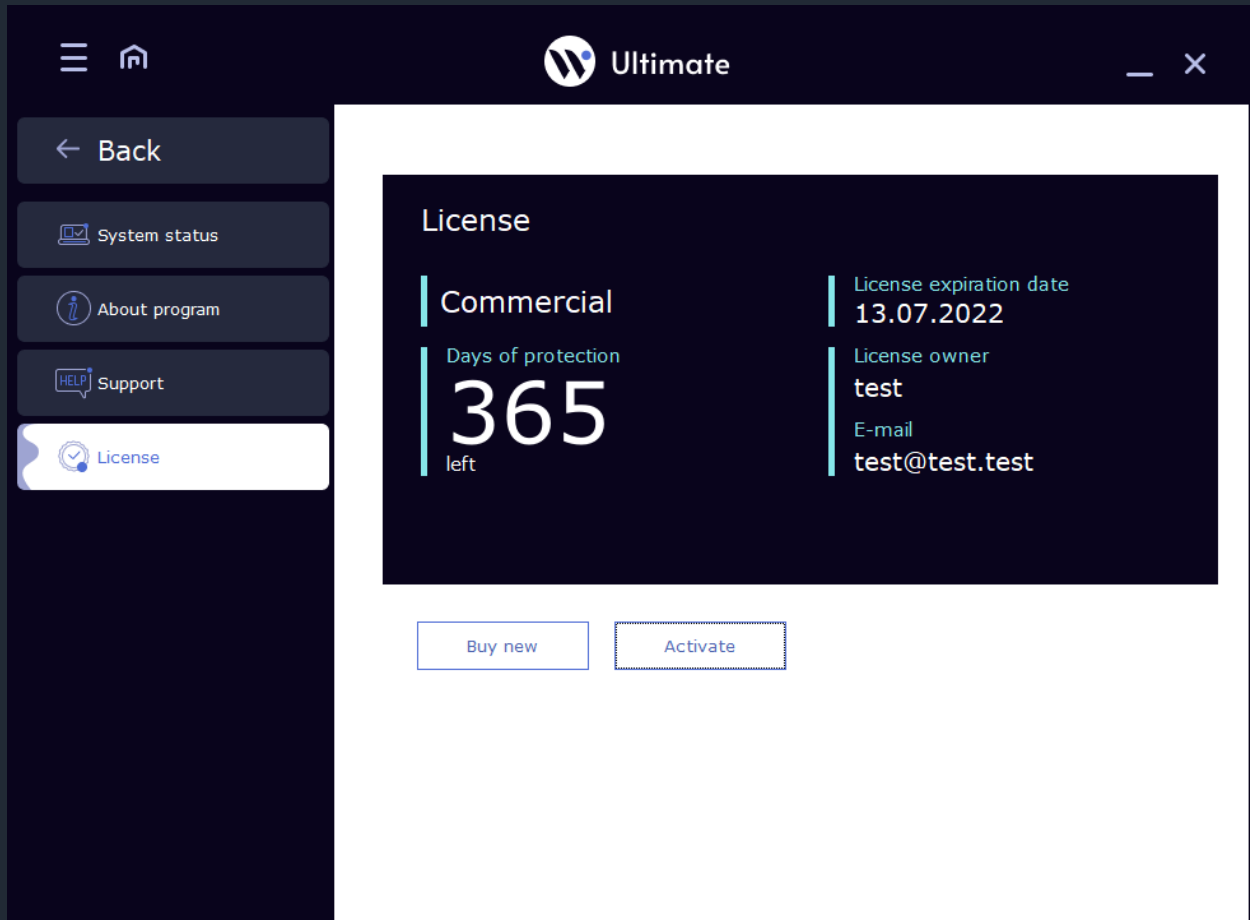 Ultimate
Back
System status
About program
HELP Support
License
License
Commercial
Days of protection
365
left
License expiration date
13.07.2022
License owner
test
E-mail
test@test.test
Buy new
Activate